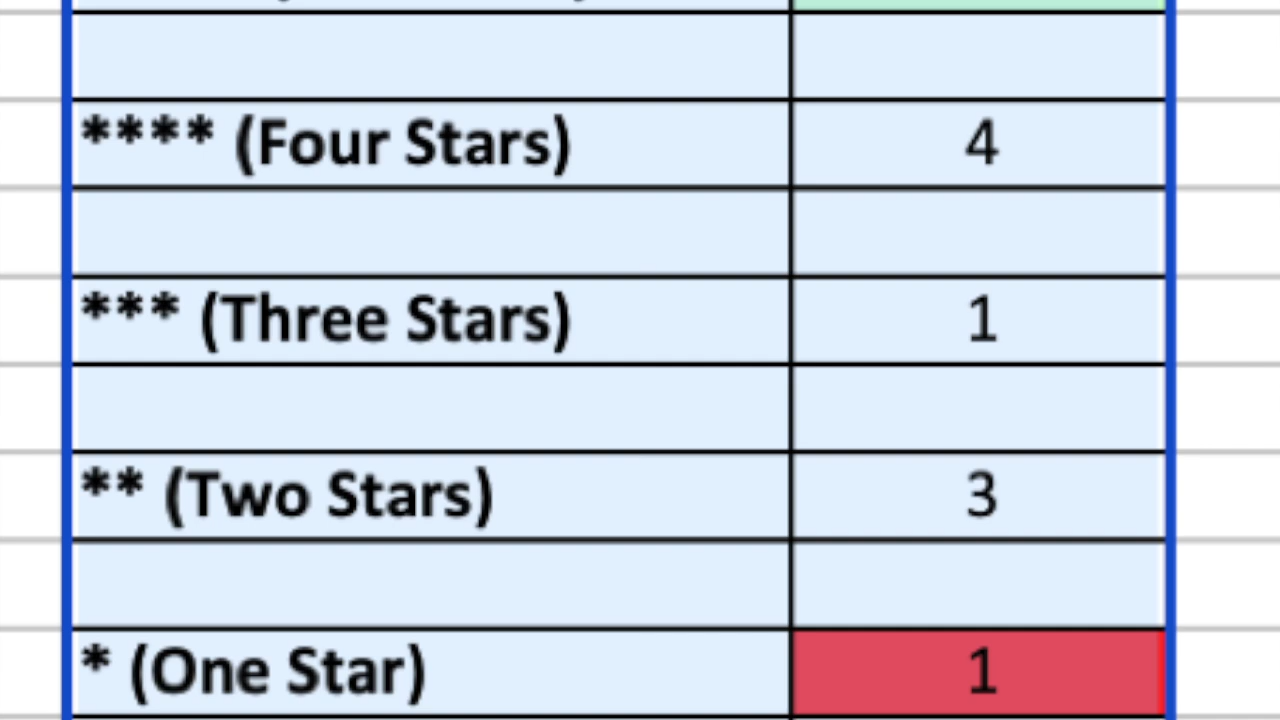 **** (Four Stars) 4
*** (Three Stars) 1
** (Two Stars) 3
* (One Star) 1